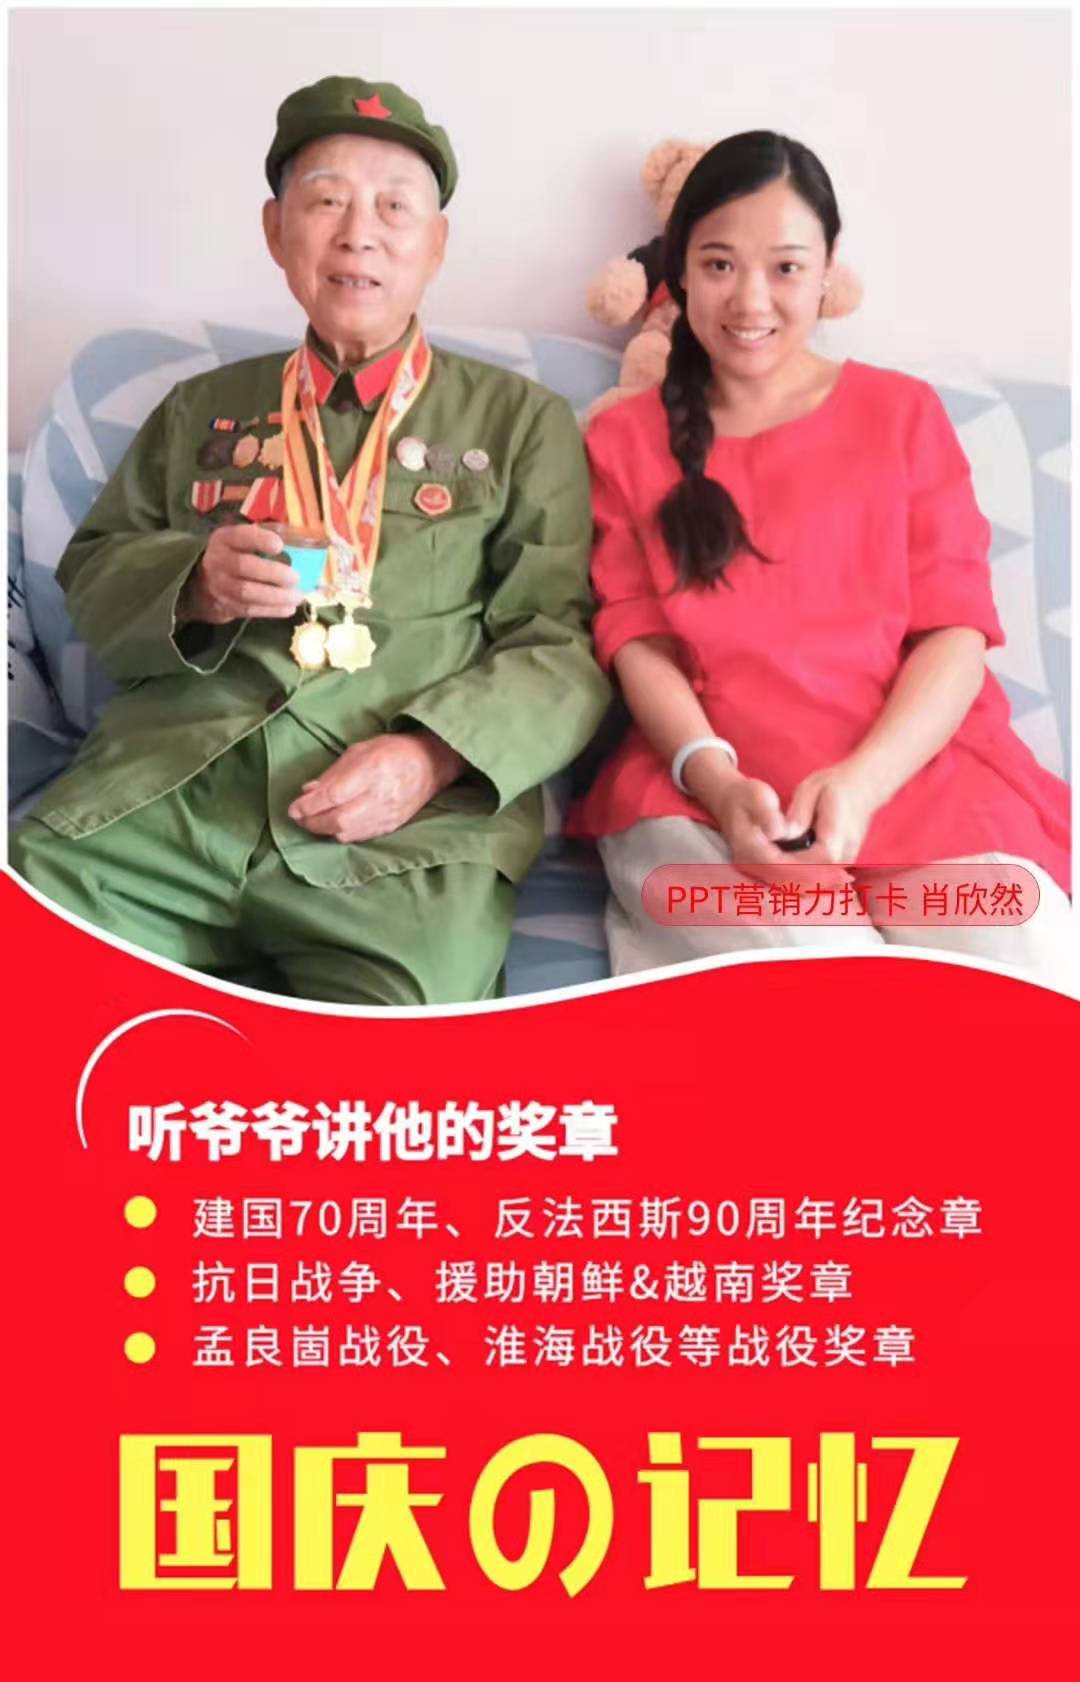 PPT营销力打卡 肖欣然
听爷爷讲他的奖章
建国70周年、反法西斯90周年纪念章
抗日战争、援助朝鲜&越南奖章
孟良崮战役、淮海战役等战役奖章
国庆の记忆